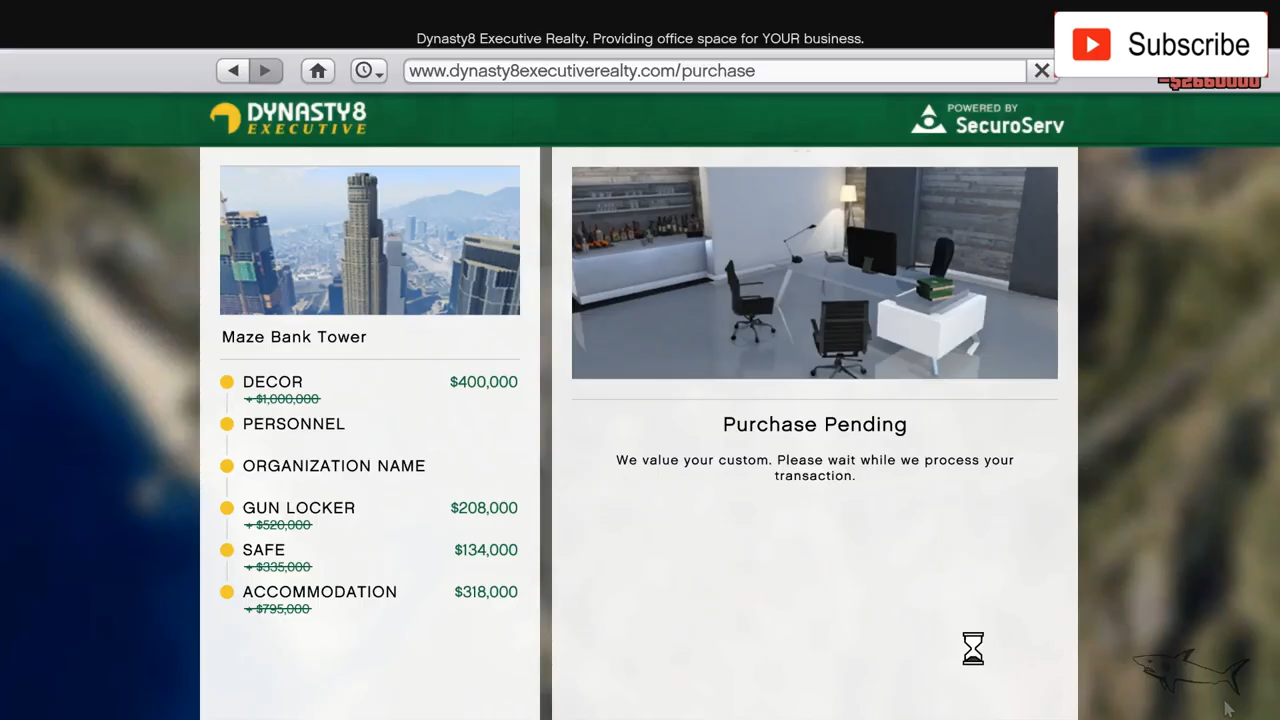 Dynasty8 Executive Realty. Providing office space for YOUR business.
Subscribe
www.dynasty8executiverealty.com/purchase
-$2660000
DYNASTY8
EXECUTIVE
POWERED BY
SecuroServ
Maze Bank Tower
DECOR $400,000
+ $1,000,000
PERSONNEL
ORGANIZATION NAME
GUN LOCKER $208,000
+ $520,000
SAFE $134,000
+ $335,000
ACCOMMODATION $318,000
+ $795,000
Purchase Pending
We value your custom. Please wait while we process your
transaction.